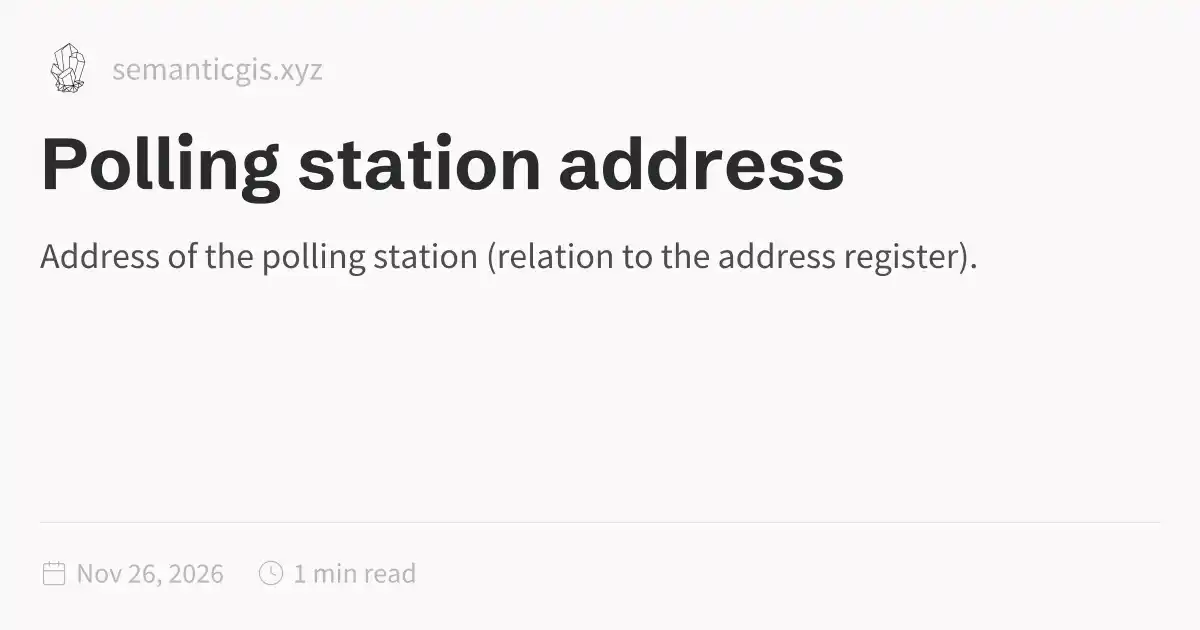 semanticgis.xyz
Polling station address
Address of the polling station (relation to the address register).
Nov 26, 2026
1 min read